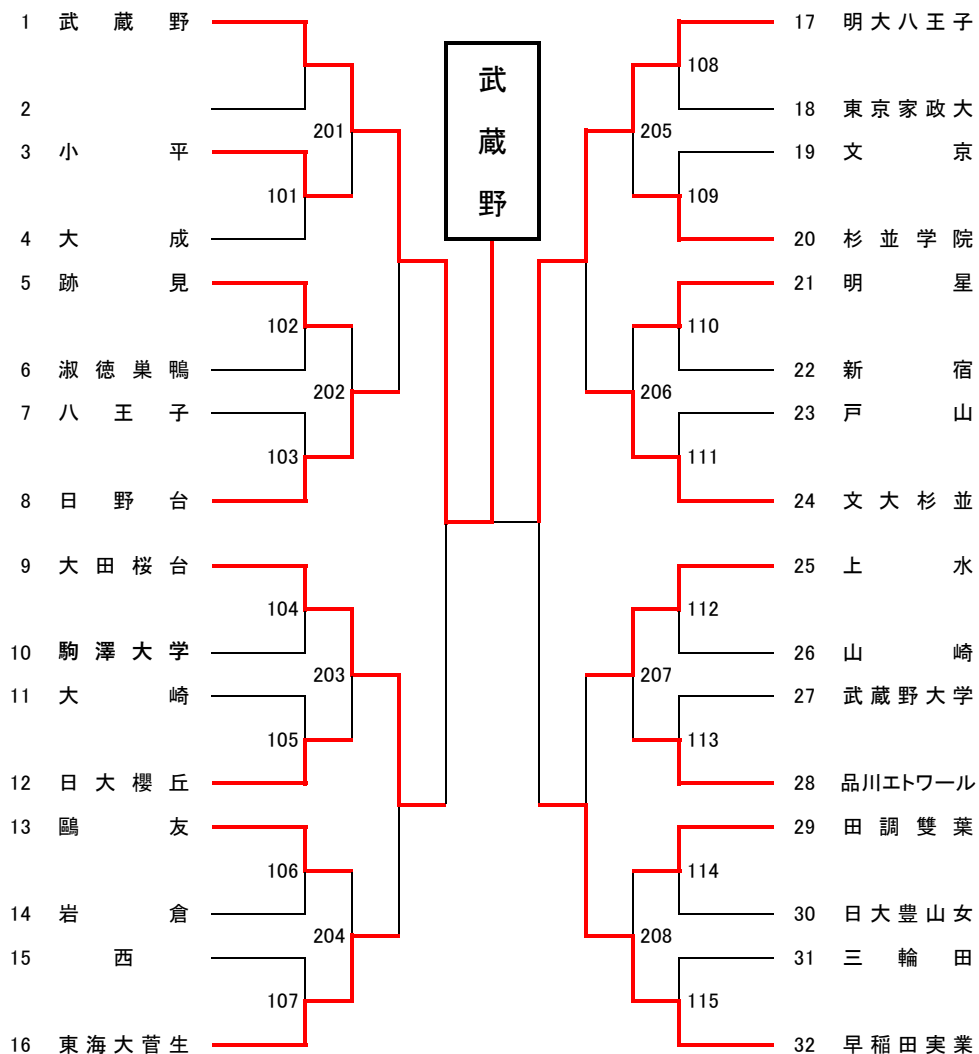 1 武蔵野
2
3 小平
4 大成
5 跡見
6 淑徳巣鴨
7 八王子
8 日野台
9 大田桜台
10 駒澤大学
11 大崎
12 日大櫻丘
13 鷗友
14 岩倉
15 西
16 東海大菅生
201
101
102
202
103
104
203
105
106
204
107
武蔵野
108
205
109
110
206
111
112
207
113
114
208
115
17 明大八王子
18 東京家政大
19 文京
20 杉並学院
21 明星
22 新宿
23 戸山
24 文大杉並
25 上水
26 山崎
27 武蔵野大学
28 品川エトワール
29 田調雙葉
30 日大豊山女
31 三輪田
32 早稲田実業